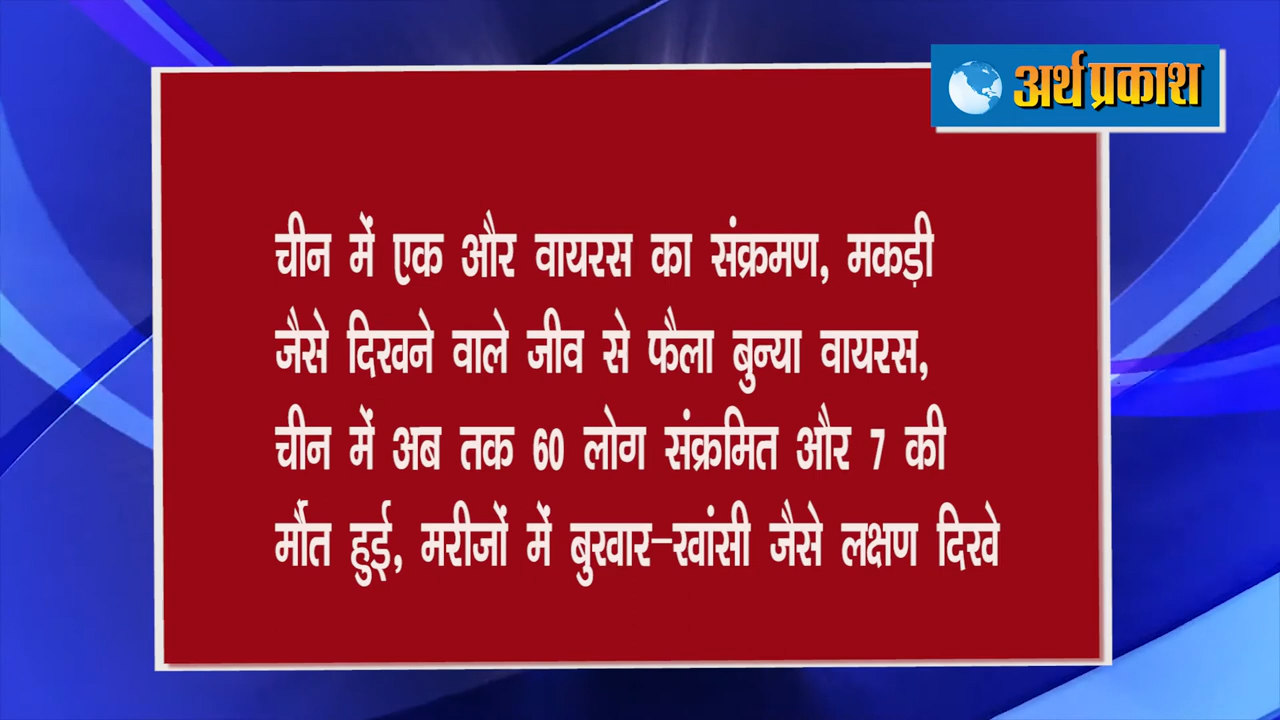 अर्थ प्रकाश
चीन में एक और वायरस का संक्रमण, मकड़ी
जैसे दिखने वाले जीव से फैला बुन्या वायरस,
चीन में अब तक 60 लोग संक्रमित और 7 की
मौत हुई, मरीजों में बुखार-खांसी जैसे लक्षण दिखे